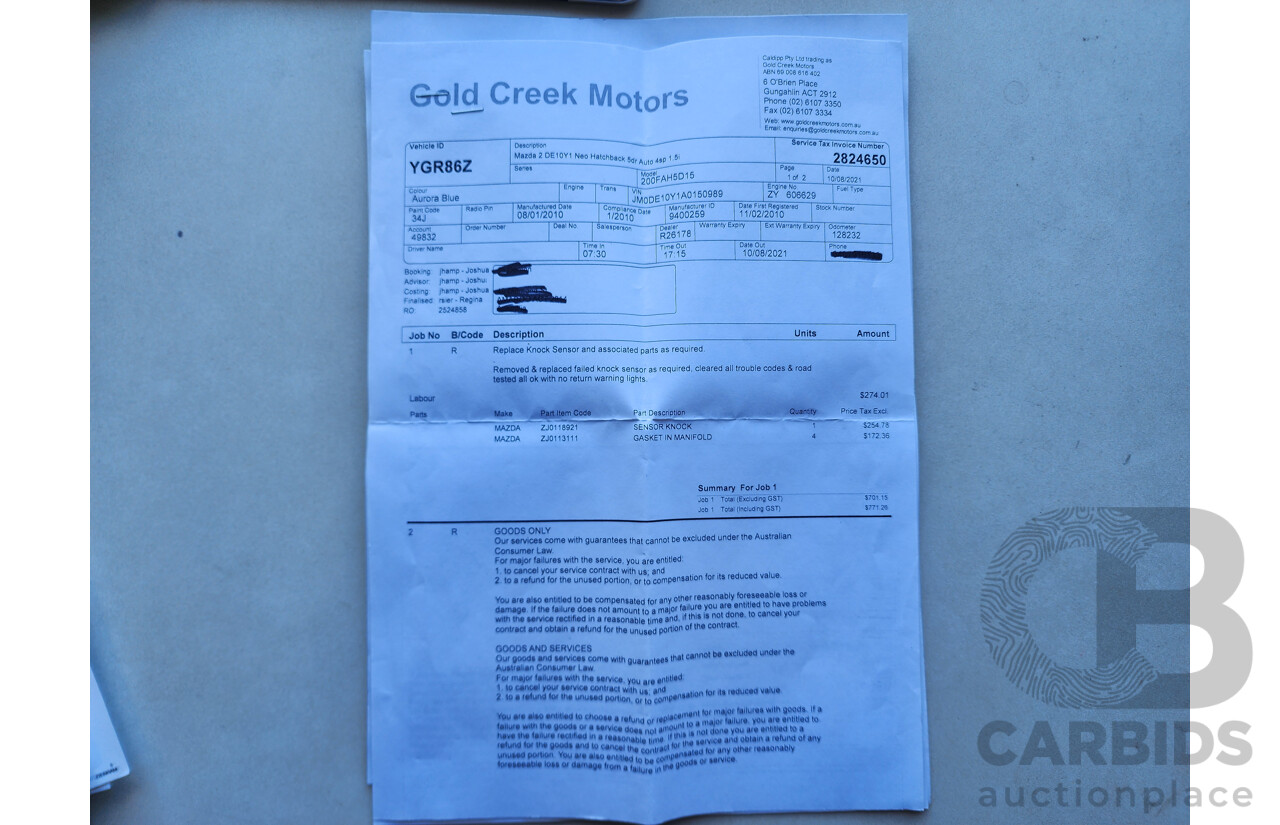 Caldipp Pty Ltd trading as
Gold Creek Motors
ABN 69 008 616 402
6 O'Brien Place
Gungahlin ACT 2912
Phone (02) 6107 3350
Fax (02) 6107 3334
Web: www.goldcreekmotors.com.au
Email: enquiries@goldcreekmotors.com.au
Gold Creek Motors
Vehicle ID
YGR86Z
Description
Mazda 2 DE10Y1 Neo Hatchback 5dr Auto 4sp 1.5i
Service Tax Invoice Number
2824650
Series
Model
200FAH5D15
Page
1 of 2
Date
10/08/2021
Colour
Aurora Blue
Engine
Trans
VIN
JM0DE10Y1A0150989
Engine No
ZY 606629
Fuel Type
Paint Code
34J
Radio Pin
Manufactured Date
08/01/2010
Compliance Date
1/2010
Manufacturer ID
9400259
Date First Registered
11/02/2010
Stock Number
Account
49832
Order Number
Deal No.
Salesperson
Dealer
R26178
Warranty Expiry
Ext Warranty Expiry
Odometer
128232
Driver Name
Time In
07:30
Time Out
17:15
Date Out
10/08/2021
Phone
Booking: jhamp - Joshua
Advisor: jhamp - Joshu
Costing: jhamp - Joshua
Finalised: rsier - Regina
RO: 2524858
Job No B/Code Description Units Amount
1 R Replace Knock Sensor and associated parts as required.
Removed & replaced failed knock sensor as required, cleared all trouble codes & road
tested all ok with no return warning lights.
Labour $274.01
Parts Make Part Item Code Part Description Quantity Price Tax Excl.
MAZDA ZJ0118921 SENSOR KNOCK 1 $254.78
MAZDA ZJ0113111 GASKET IN MANIFOLD 4 $172.36
Summary For Job 1
Job 1 Total (Excluding GST) $701.15
Job 1 Total (Including GST) $771.26
2 R GOODS ONLY
Our services come with guarantees that cannot be excluded under the Australian
Consumer Law.
For major failures with the service, you are entitled:
1. to cancel your service contract with us; and
2. to a refund for the unused portion, or to compensation for its reduced value.
You are also entitled to be compensated for any other reasonably foreseeable loss or
damage. If the failure does not amount to a major failure you are entitled to have problems
with the service rectified in a reasonable time and, if this is not done, to cancel your
contract and obtain a refund for the unused portion of the contract.
GOODS AND SERVICES
Our goods and services come with guarantees that cannot be excluded under the
Australian Consumer Law.
For major failures with the service, you are entitled:
1. to cancel your service contract with us; and
2. to a refund for the unused portion, or to compensation for its reduced value.
You are also entitled to choose a refund or replacement for major failures with goods. If a
failure with the goods or a service does not amount to a major failure, you are entitled to
have the failure rectified in a reasonable time. If this is not done you are entitled to a
refund for the goods and to cancel the contract for the service and obtain a refund of any
unused portion. You are also entitled to be compensated for any other reasonably
foreseeable loss or damage from a failure in the goods or service.
CB
CARBIDS
auctionplace